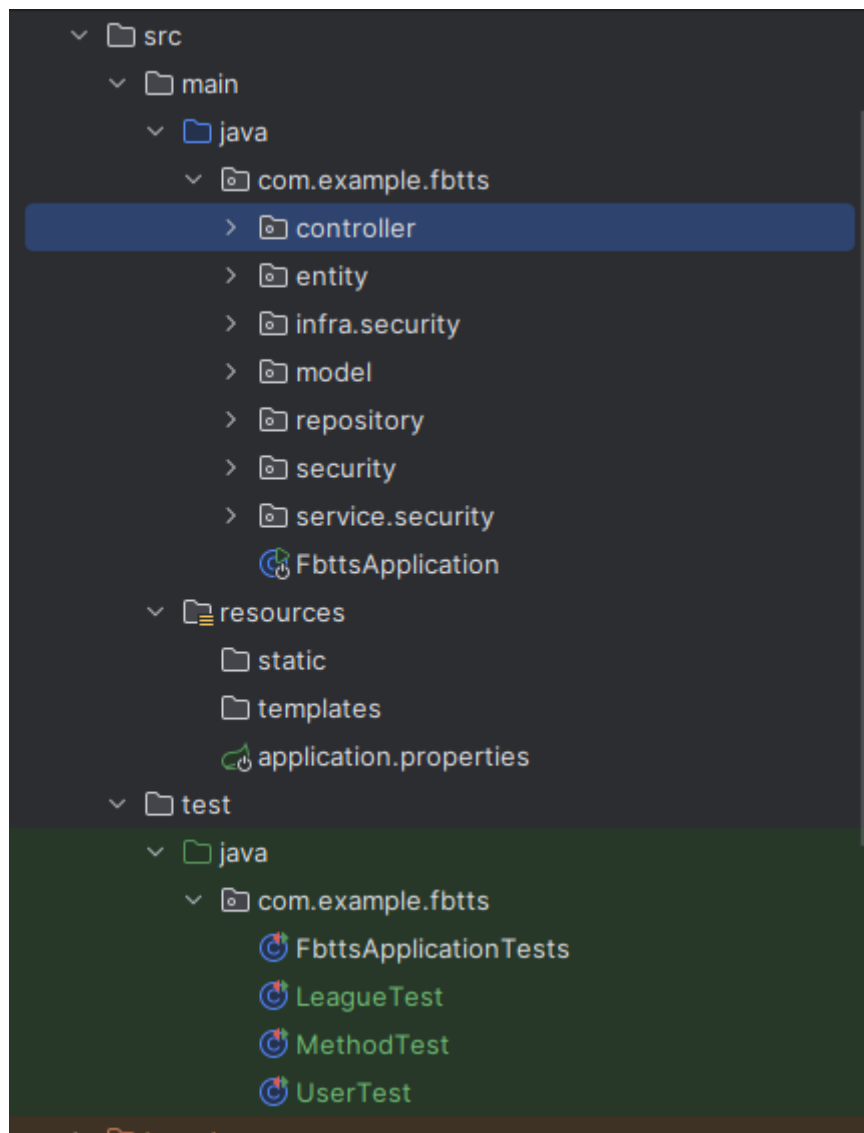 src
main
java
com.example.fbtts
controller
entity
infra.security
model
repository
security
service.security
FbttsApplication
resources
static
templates
application.properties
test
java
com.example.fbtts
FbttsApplicationTests
LeagueTest
MethodTest
UserTest